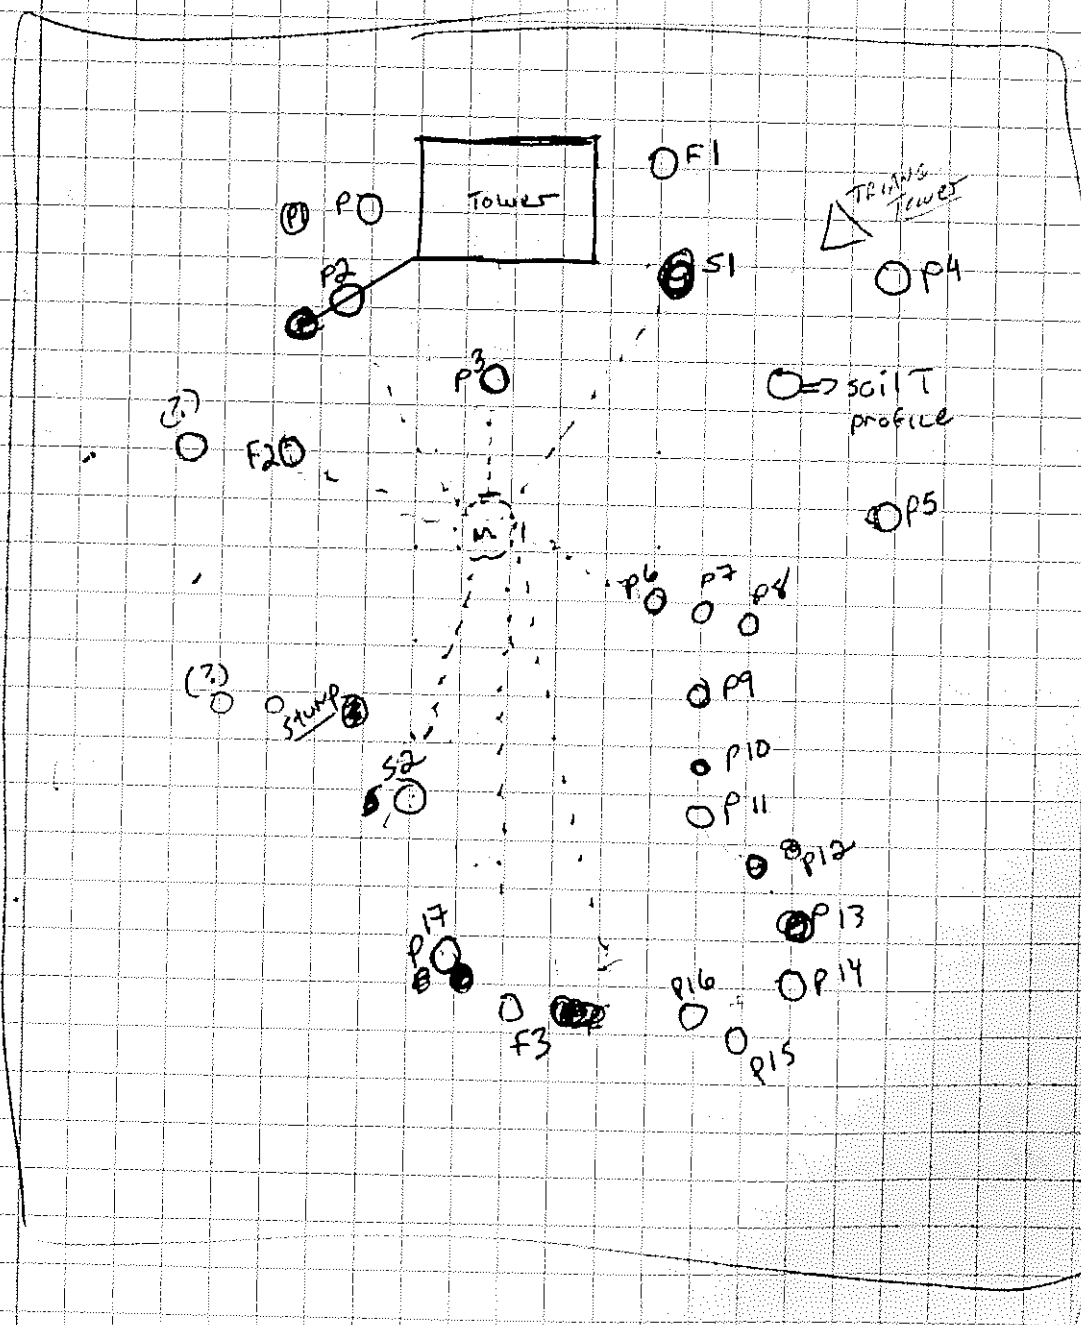 F1
TRIANG
Tower
Tower
P1
P
S1
P4
P2
P3
soil T
profile
(?)
F2
P5
m 1
P6
P7
P8
(?)
Stump
P9
S2
P10
P11
P12
P13
P17
P14
P16
F3
P15